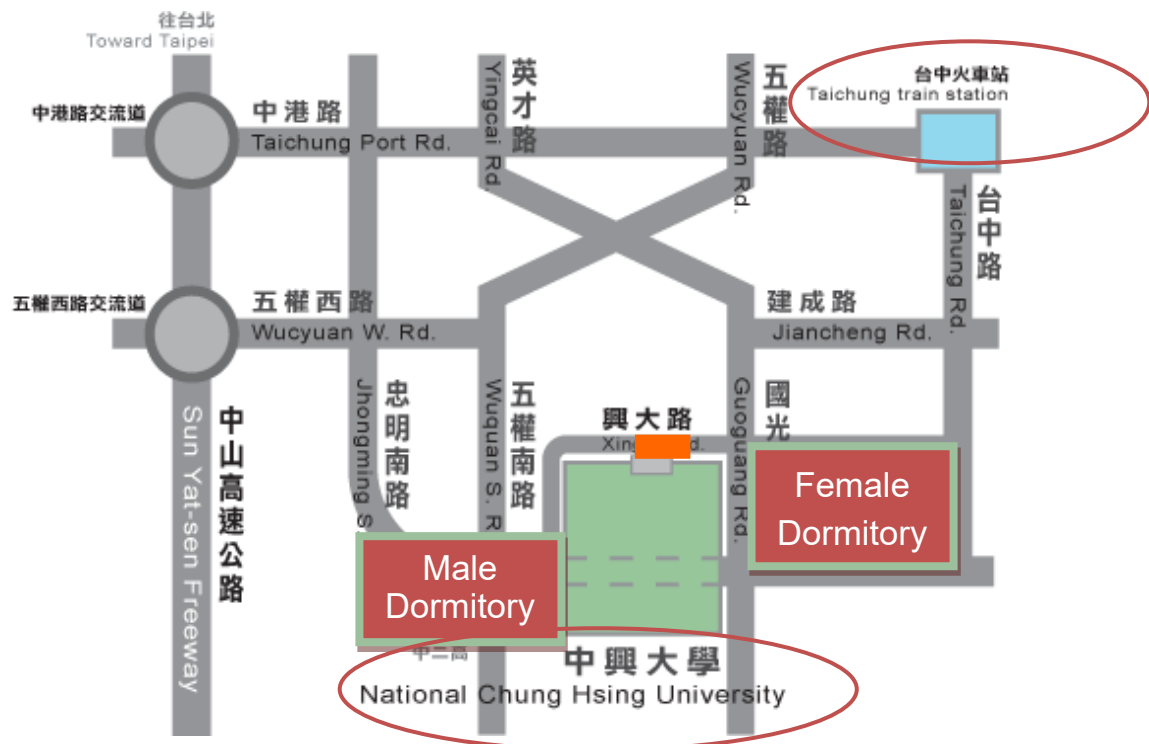 往台北
Toward Taipei
中港路交流道
中港路
Taichung Port Rd.
英才路
Yingcai Rd.
五權路
Wucyuan Rd.
台中火車站
Taichung train station
台中路
Taichung Rd.
五權西路交流道
五權西路
Wucyuan W. Rd.
建成路
Jiancheng Rd.
中山高速公路
Sun Yat-sen Freeway
忠明南路
Jhongming S
五權南路
Wuquan S. R
興大路
Xin
d.
國光
Guoguang Rd.
Female
Dormitory
Male
Dormitory
中二高
中興大學
National Chung Hsing University